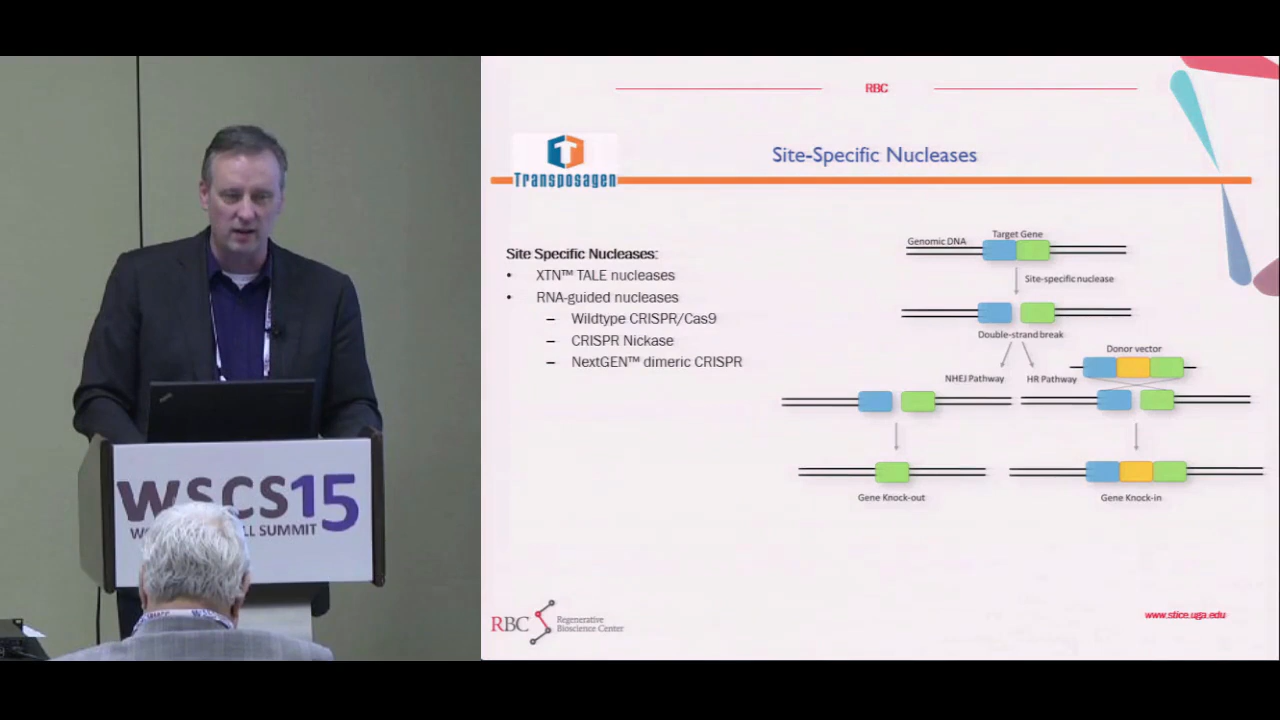 RBC
Transposagen
Site-Specific Nucleases
Site Specific Nucleases:
• XTN™ TALE nucleases
• RNA-guided nucleases
– Wildtype CRISPR/Cas9
– CRISPR Nickase
– NextGEN™ dimeric CRISPR
Genomic DNA
Target Gene
Site-specific nuclease
Double-strand break
Donor vector
NHEJ Pathway
HR Pathway
Gene Knock-out
Gene Knock-in
RBC
Regenerative
Bioscience Center
www.stice.uga.edu
WSCS15
SUMMIT